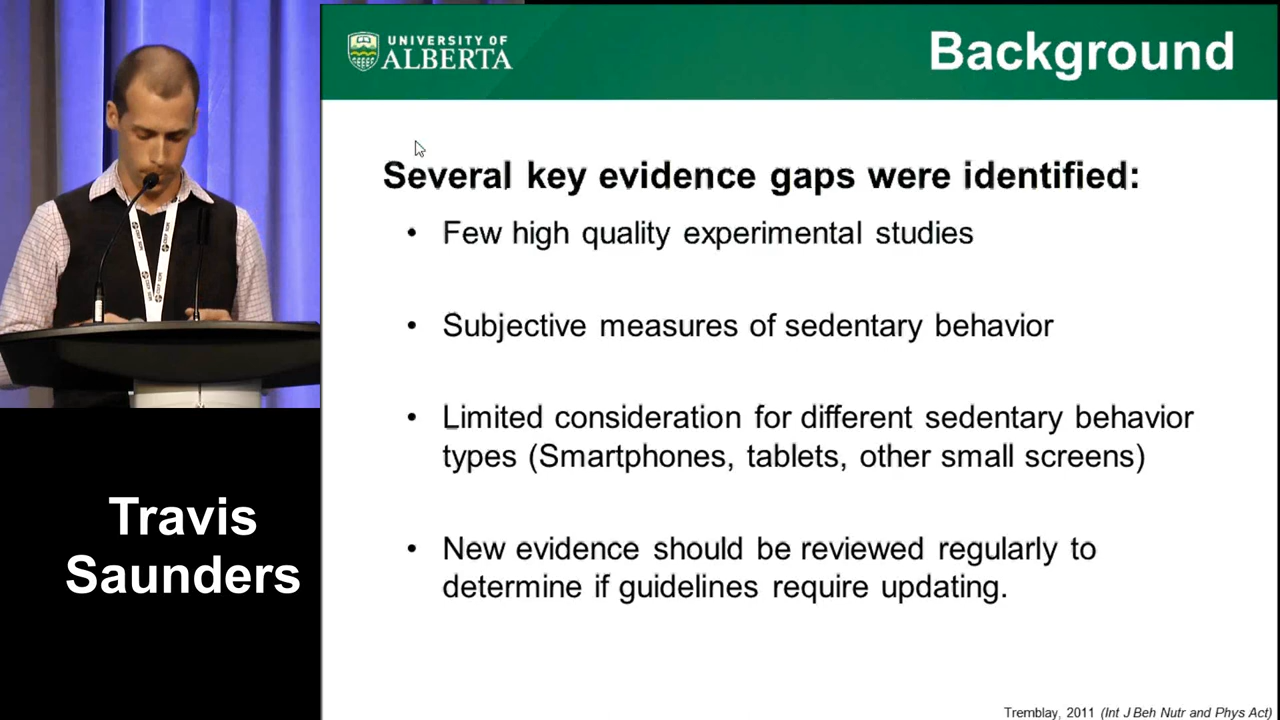 UNIVERSITY OF
ALBERTA
Background
Several key evidence gaps were identified:
• Few high quality experimental studies
• Subjective measures of sedentary behavior
• Limited consideration for different sedentary behavior
types (Smartphones, tablets, other small screens)
• New evidence should be reviewed regularly to
determine if guidelines require updating.
Travis
Saunders
Tremblay, 2011 (Int J Beh Nutr and Phys Act)